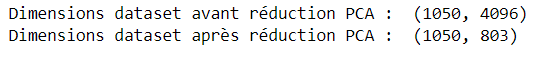 Dimensions dataset avant réduction PCA :  (1050, 4096)
Dimensions dataset après réduction PCA :  (1050, 803)